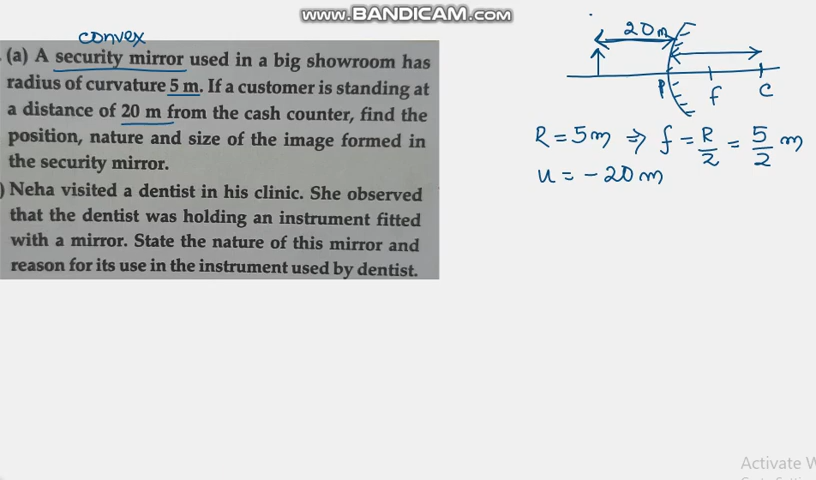 www.BANDICAM.com
convex
(a) A security mirror used in a big showroom has
radius of curvature 5 m. If a customer is standing at
a distance of 20 m from the cash counter, find the
position, nature and size of the image formed in
the security mirror.
) Neha visited a dentist in his clinic. She observed
that the dentist was holding an instrument fitted
with a mirror. State the nature of this mirror and
reason for its use in the instrument used by dentist.
20m
P f C
R = 5m ⇒ f = R/2 = 5/2 m
u = -20m
Activate W